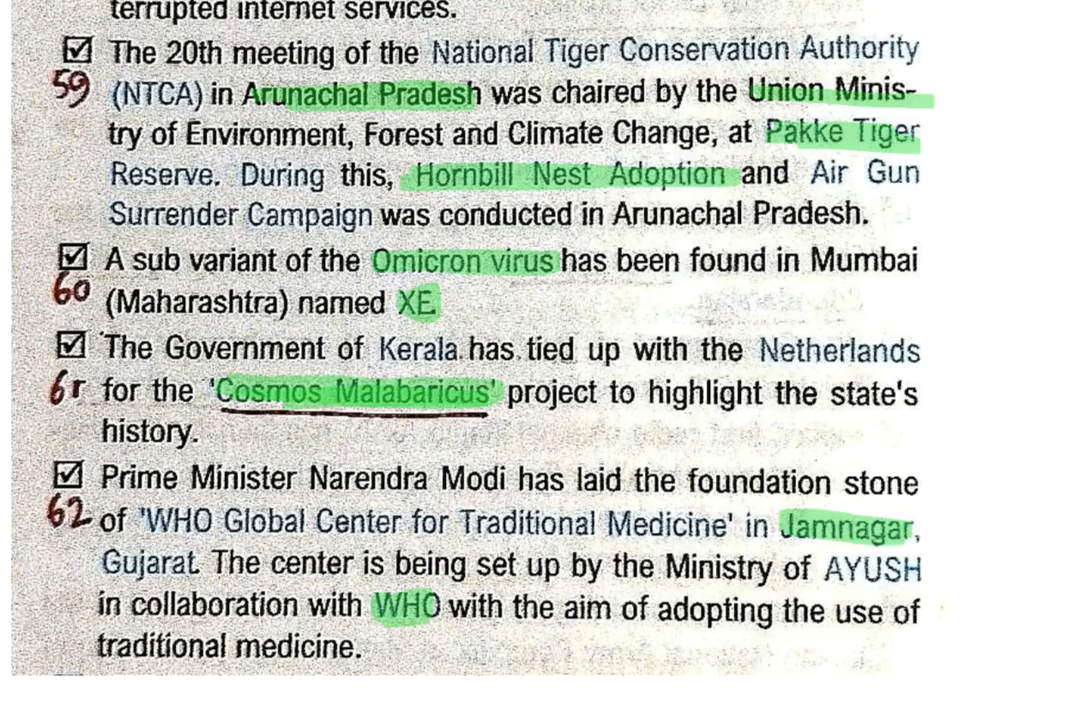 terrupted internet services.
☑ The 20th meeting of the National Tiger Conservation Authority
59 (NTCA) in Arunachal Pradesh was chaired by the Union Minis-
try of Environment, Forest and Climate Change, at Pakke Tiger
Reserve. During this, Hornbill Nest Adoption and Air Gun
Surrender Campaign was conducted in Arunachal Pradesh.
☑ A sub variant of the Omicron virus has been found in Mumbai
60 (Maharashtra) named XE
☑ The Government of Kerala has tied up with the Netherlands
61 for the 'Cosmos Malabaricus' project to highlight the state's
history.
☑ Prime Minister Narendra Modi has laid the foundation stone
62 of 'WHO Global Center for Traditional Medicine' in Jamnagar,
Gujarat. The center is being set up by the Ministry of AYUSH
in collaboration with WHO with the aim of adopting the use of
traditional medicine.